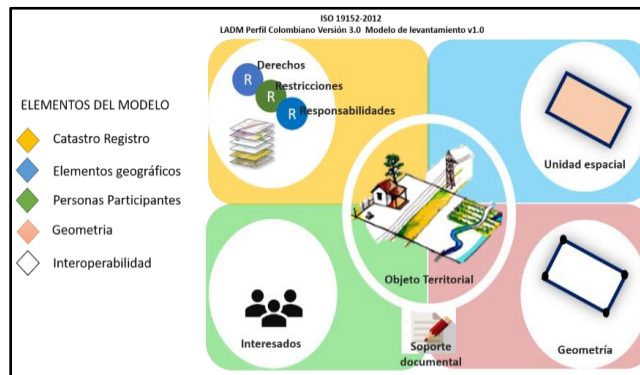 ISO 19152-2012
LADM Perfil Colombiano Versión 3.0 Modelo de levantamiento v1.0
ELEMENTOS DEL MODELO
Catastro Registro
Elementos geográficos
Personas Participantes
Geometria
Interoperabilidad
R Derechos
R Restricciones
R Responsabilidades
Unidad espacial
Objeto Territorial
Interesados
Soporte
documental
Geometría